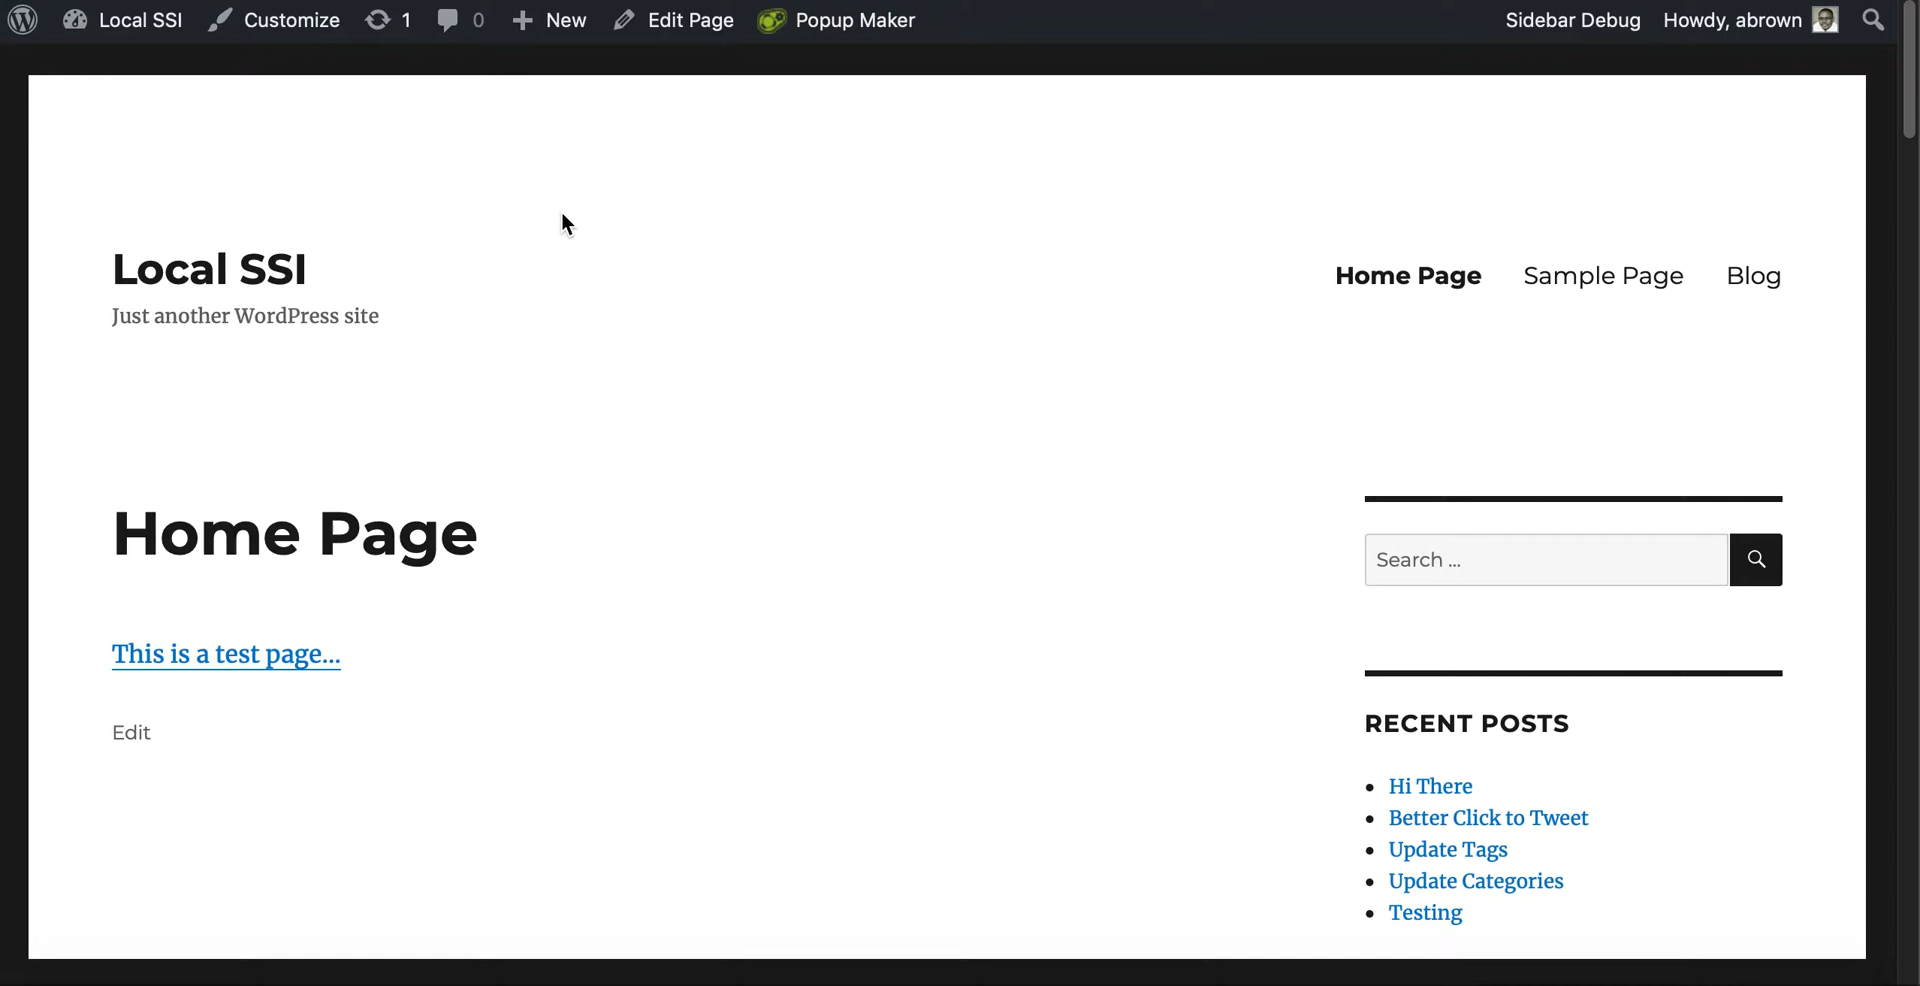 Local SSI Customize 1 0 New Edit Page Popup Maker Sidebar Debug Howdy, abrown
Local SSI
Just another WordPress site
Home Page Sample Page Blog
Home Page
This is a test page...
Edit
Search ...
RECENT POSTS
Hi There
Better Click to Tweet
Update Tags
Update Categories
Testing